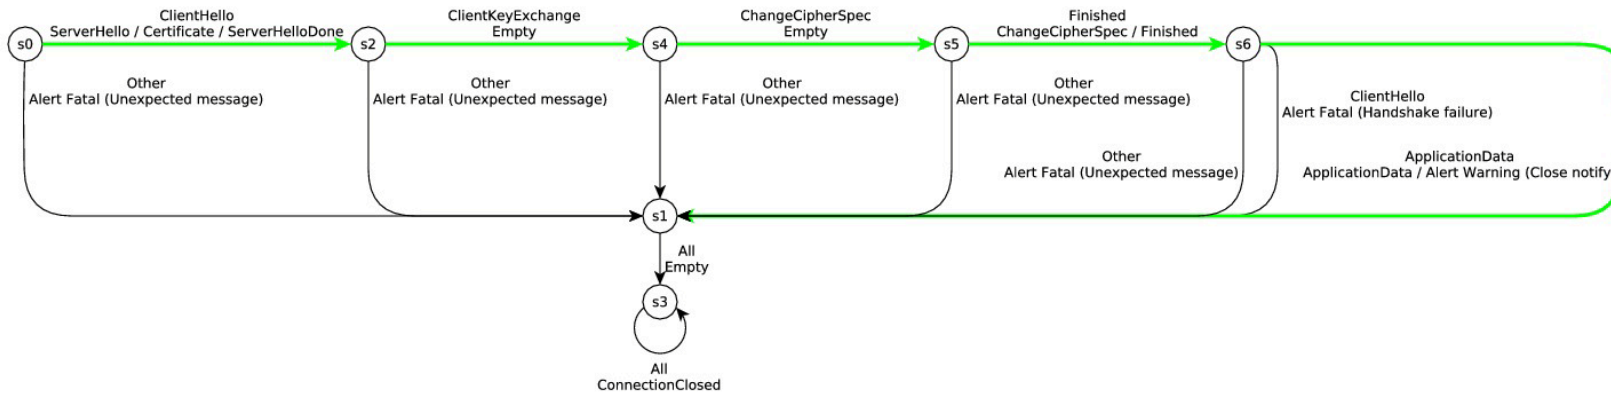 ClientHello
ServerHello / Certificate / ServerHelloDone
ClientKeyExchange
Empty
ChangeCipherSpec
Empty
Finished
ChangeCipherSpec / Finished
s0
s2
s4
s5
s6
Other
Alert Fatal (Unexpected message)
Other
Alert Fatal (Unexpected message)
Other
Alert Fatal (Unexpected message)
Other
Alert Fatal (Unexpected message)
ClientHello
Alert Fatal (Handshake failure)
Other
Alert Fatal (Unexpected message)
ApplicationData
ApplicationData / Alert Warning (Close notify
s1
All
Empty
s3
All
ConnectionClosed